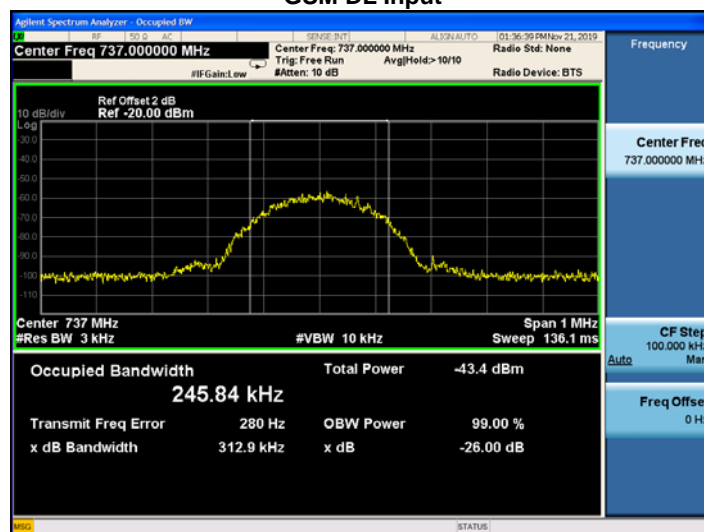 GSM DL Input
Agilent Spectrum Analyzer - Occupied BW
RF 50 Ω AC SENSE:INT ALIGN AUTO 01:36:39 PM Nov 21, 2019
Center Freq 737.000000 MHz Center Freq: 737.000000 MHz Radio Std: None Frequency
Trig: Free Run Avg|Hold:>10/10
#IFGain:Low #Atten: 10 dB Radio Device: BTS
Ref Offset 2 dB
10 dB/div Ref -20.00 dBm
Log
-30.0
-40.0
-50.0
-60.0
-70.0
-80.0
-90.0
-100
-110
Center Freq
737.000000 MHz
Center 737 MHz Span 1 MHz
#Res BW 3 kHz #VBW 10 kHz Sweep 136.1 ms
CF Step
100.000 kHz
Auto Man
Occupied Bandwidth Total Power -43.4 dBm
245.84 kHz
Transmit Freq Error 280 Hz OBW Power 99.00 %
x dB Bandwidth 312.9 kHz x dB -26.00 dB
Freq Offset
0 Hz
MSG STATUS